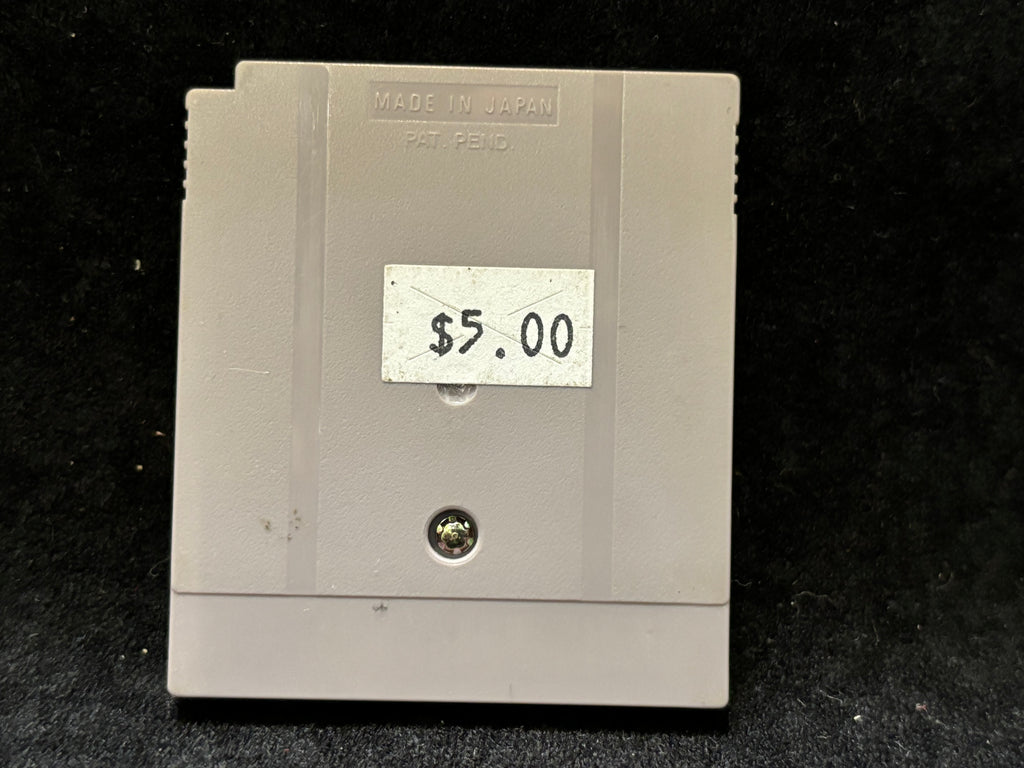 MADE IN JAPAN
PAT. PEND.
$5.00